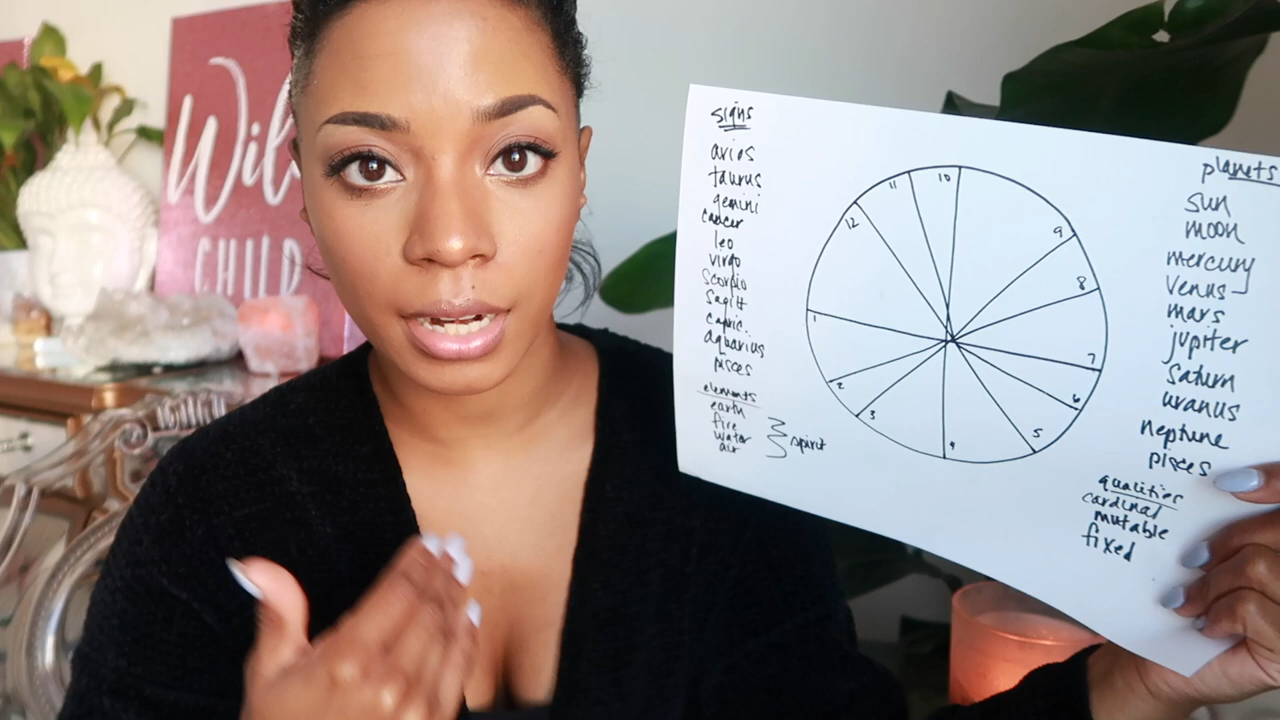 Wil
CHILD
signs
aries
taurus
gemini
cancer
leo
virgo
Scorpio
Sagitt
capric.
aquarius
pisces
elements
earth
fire
water
air
spirit
10
11
12
9
8
1
7
2
6
3
5
4
planets
sun
moon
mercury
venus
mars
jupiter
saturn
uranus
neptune
pisces
qualities
cardinal
mutable
fixed